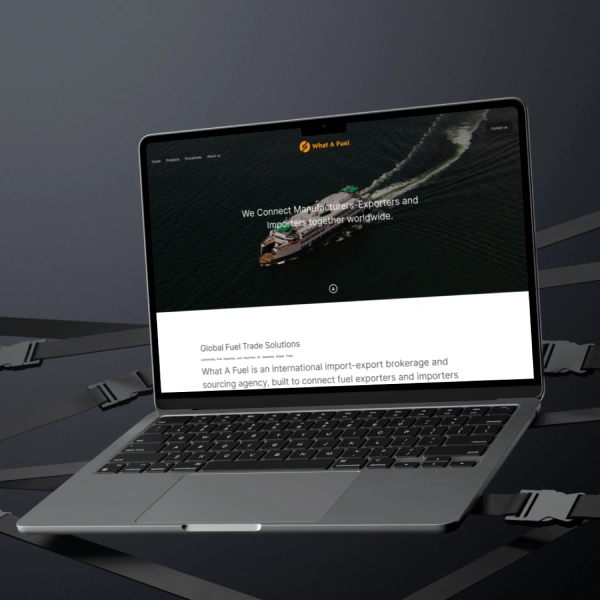 What A Fuel
Home Products Procedures About us
Contact us
We Connect Manufacturers-Exporters and
Importers together worldwide.
Global Fuel Trade Solutions
What A Fuel is an international import-export brokerage and
sourcing agency, built to connect fuel exporters and importers